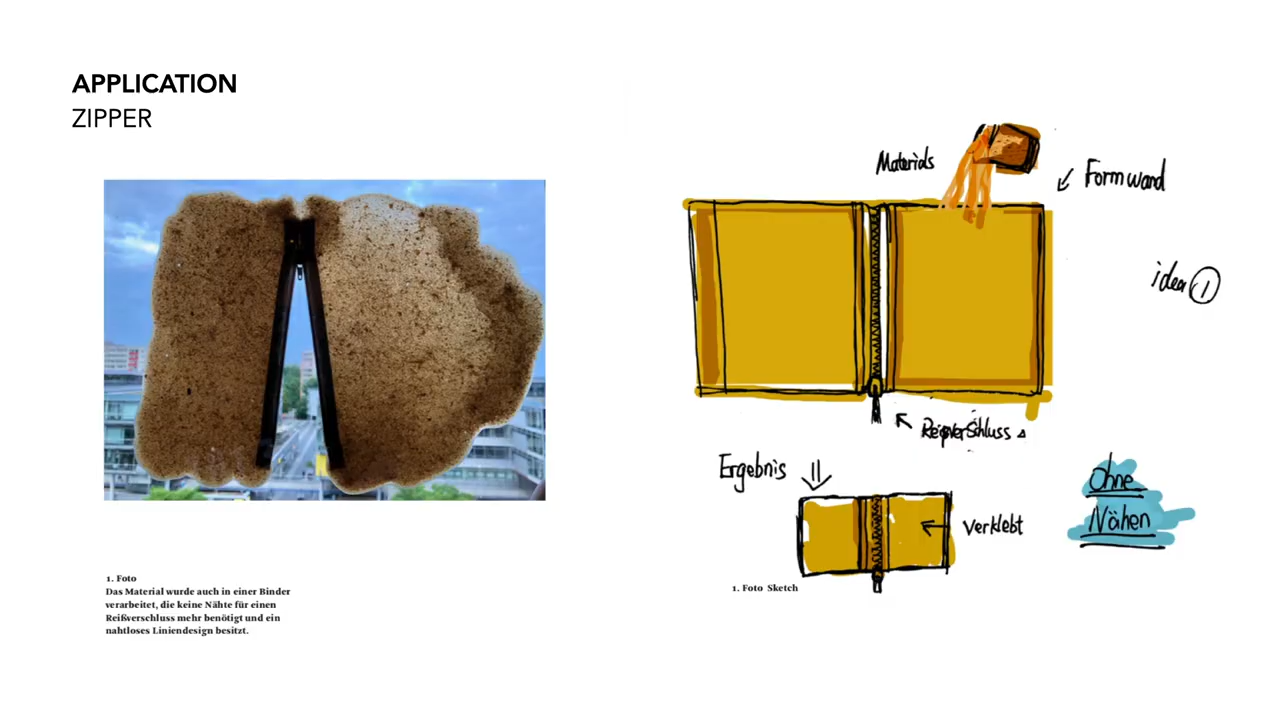 APPLICATION
ZIPPER
Materials
Formwand
idea 1
Reißverschluss
Ergebnis
Ohne
Nähen
Verklebt
1. Foto Sketch
1. Foto
Das Material wurde auch in einer Binder
verarbeitet, die keine Nähte für einen
Reißverschluss mehr benötigt und ein
nahtloses Liniendesign besitzt.